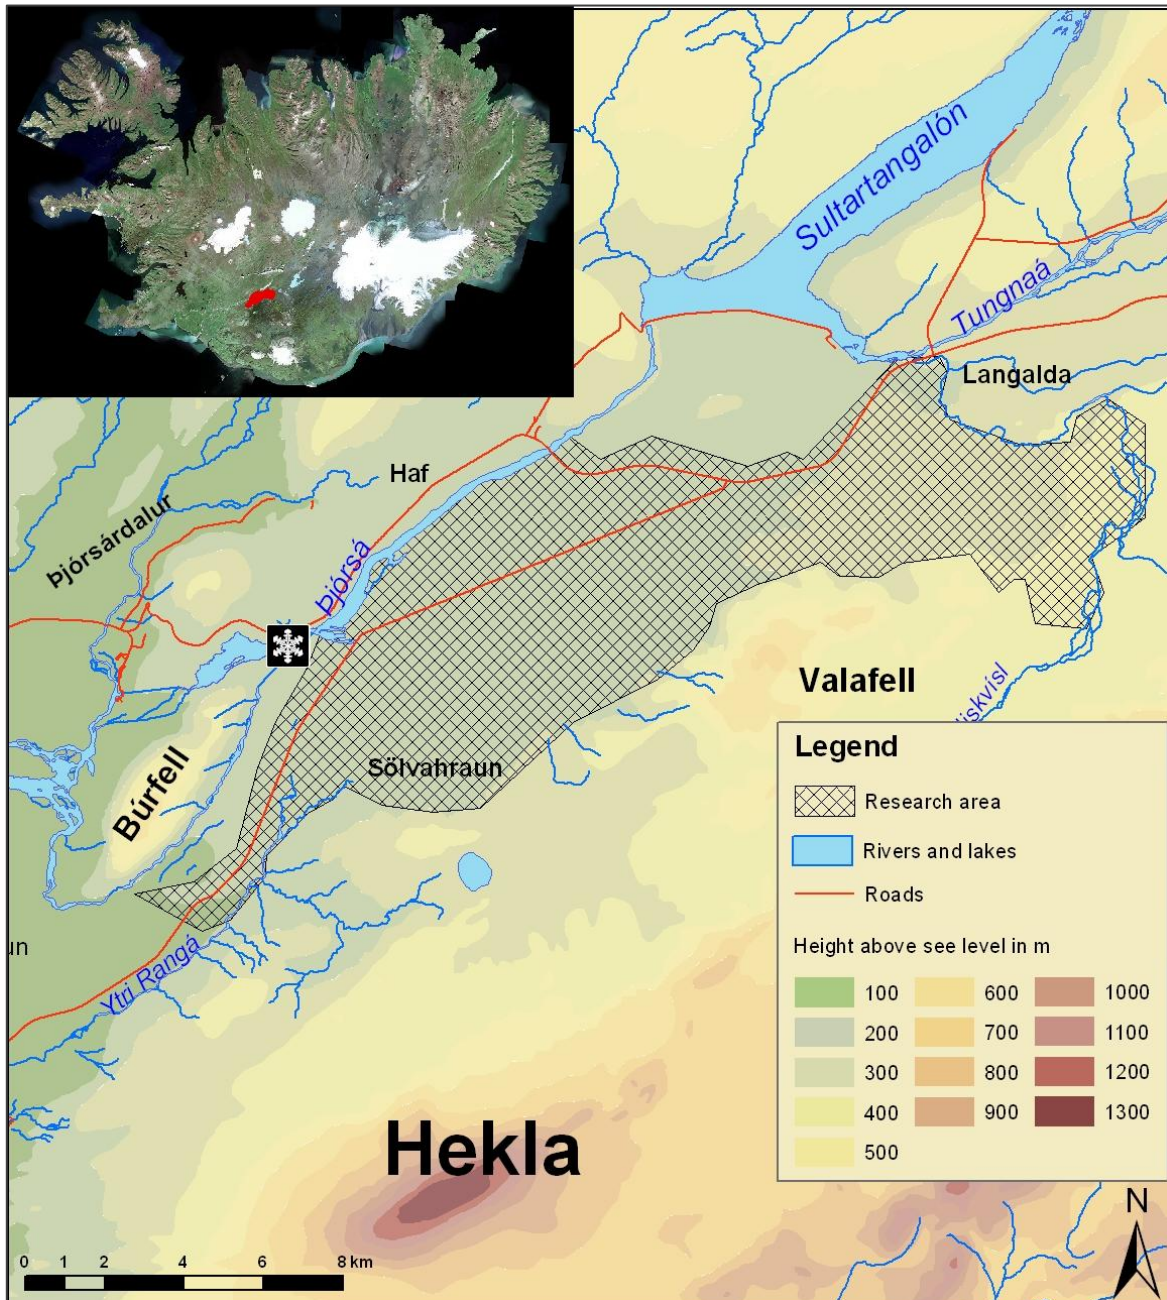 Sultartangalón
Tungnaá
Langalda
Haf
Þjórsárdalur
Þjórsá
Valafell
Búrfell
Sölvahraun
iskvísl
un
Ytri Rangá
Hekla
Legend
Research area
Rivers and lakes
Roads
Height above see level in m
100 600 1000
200 700 1100
300 800 1200
400 900 1300
500
N
0 1 2 4 6 8 km